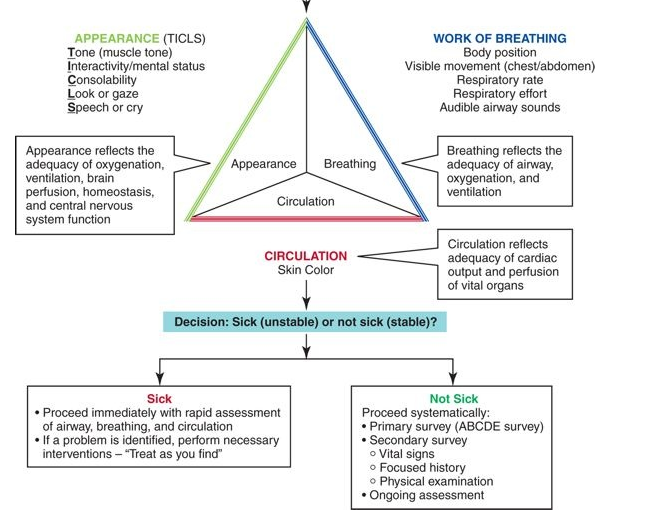 APPEARANCE (TICLS)
Tone (muscle tone)
Interactivity/mental status
Consolability
Look or gaze
Speech or cry
WORK OF BREATHING
Body position
Visible movement (chest/abdomen)
Respiratory rate
Respiratory effort
Audible airway sounds
Appearance reflects the
adequacy of oxygenation,
ventilation, brain
perfusion, homeostasis,
and central nervous
system function
Appearance
Breathing
Circulation
Breathing reflects the
adequacy of airway,
oxygenation, and
ventilation
CIRCULATION
Skin Color
Circulation reflects
adequacy of cardiac
output and perfusion
of vital organs
Decision: Sick (unstable) or not sick (stable)?
Sick
• Proceed immediately with rapid assessment
of airway, breathing, and circulation
• If a problem is identified, perform necessary
interventions – “Treat as you find”
Not Sick
Proceed systematically:
• Primary survey (ABCDE survey)
• Secondary survey
○ Vital signs
○ Focused history
○ Physical examination
• Ongoing assessment